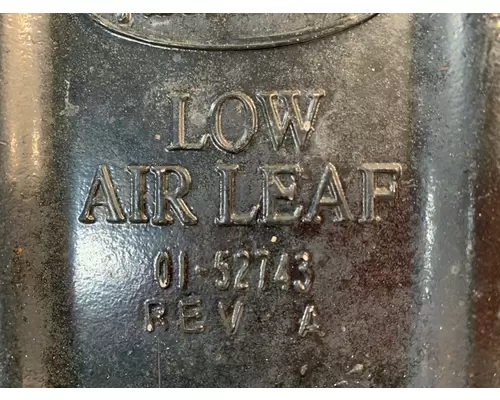 LOW
AIR LEAF
01-52743
REV A